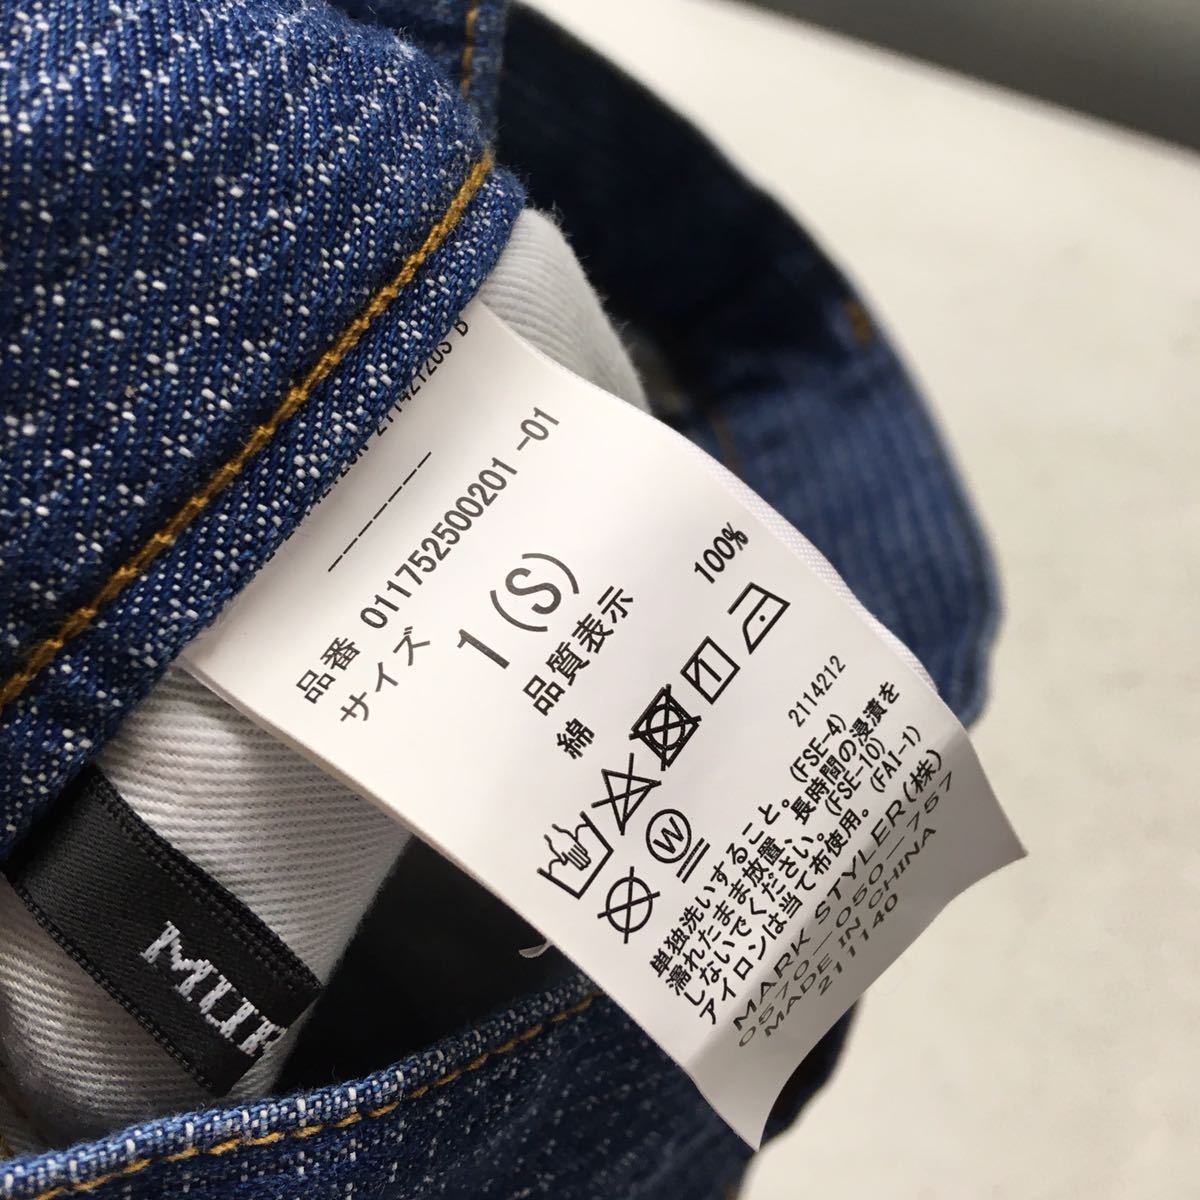 品番 011752500201 -01
サイズ
1 (S)
品質表示
綿 100%
W
2114212
単独洗いすること。 (FSE-4)
濡れたまま放置、長時間の浸漬を
しないでください。 (FSE-10)
アイロンは当て布使用。 (FA1-1)
MARK STYLER(株)
0570-050-757
MADE IN CHINA
211140